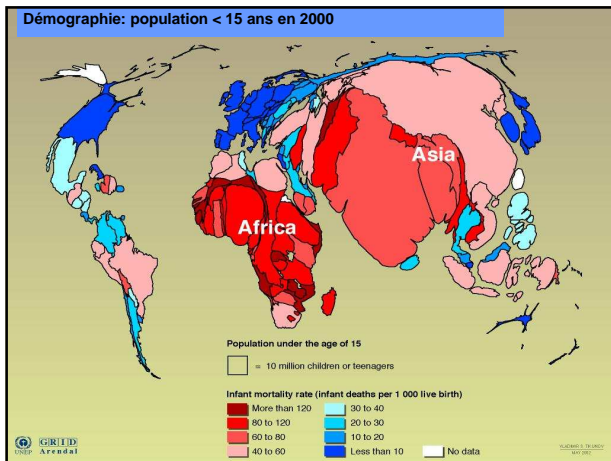 Démographie: population < 15 ans en 2000
Asia
Africa
Population under the age of 15
= 10 million children or teenagers
Infant mortality rate (infant deaths per 1 000 live birth)
More than 120
80 to 120
60 to 80
40 to 60
30 to 40
20 to 30
10 to 20
Less than 10
No data
UNEP
GRID
Arendal
MAY 2002